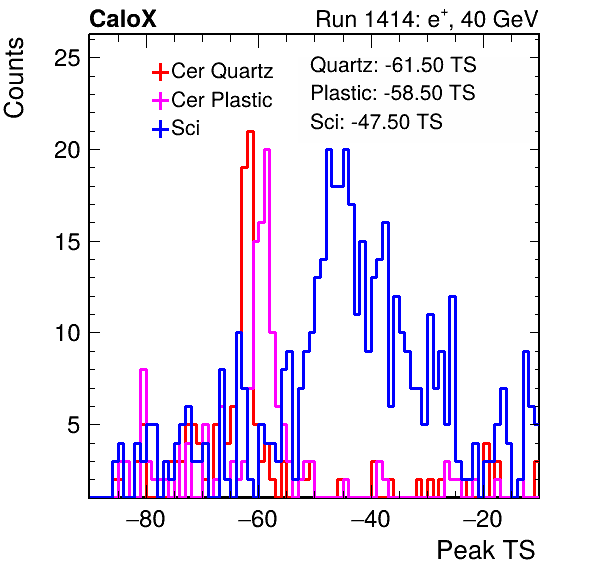 CaloX
Run 1414: e⁺, 40 GeV
Counts
Cer Quartz
Cer Plastic
Sci
Quartz: -61.50 TS
Plastic: -58.50 TS
Sci: -47.50 TS
25
20
15
10
5
−80 −60 −40 −20
Peak TS